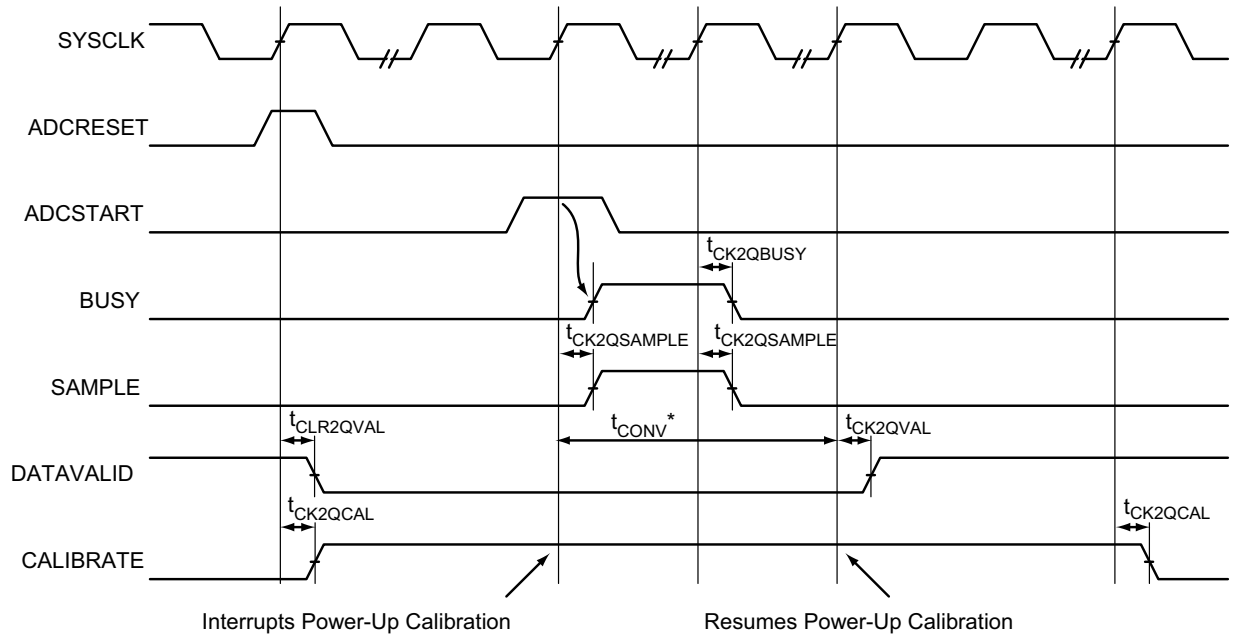 SYSCLK
ADCRESET
ADCSTART
tCK2QBUSY
BUSY
tCK2QSAMPLE tCK2QSAMPLE
SAMPLE
tCLR2QVAL tCONV* tCK2QVAL
DATAVALID
tCK2QCAL tCK2QCAL
CALIBRATE
Interrupts Power-Up Calibration Resumes Power-Up Calibration